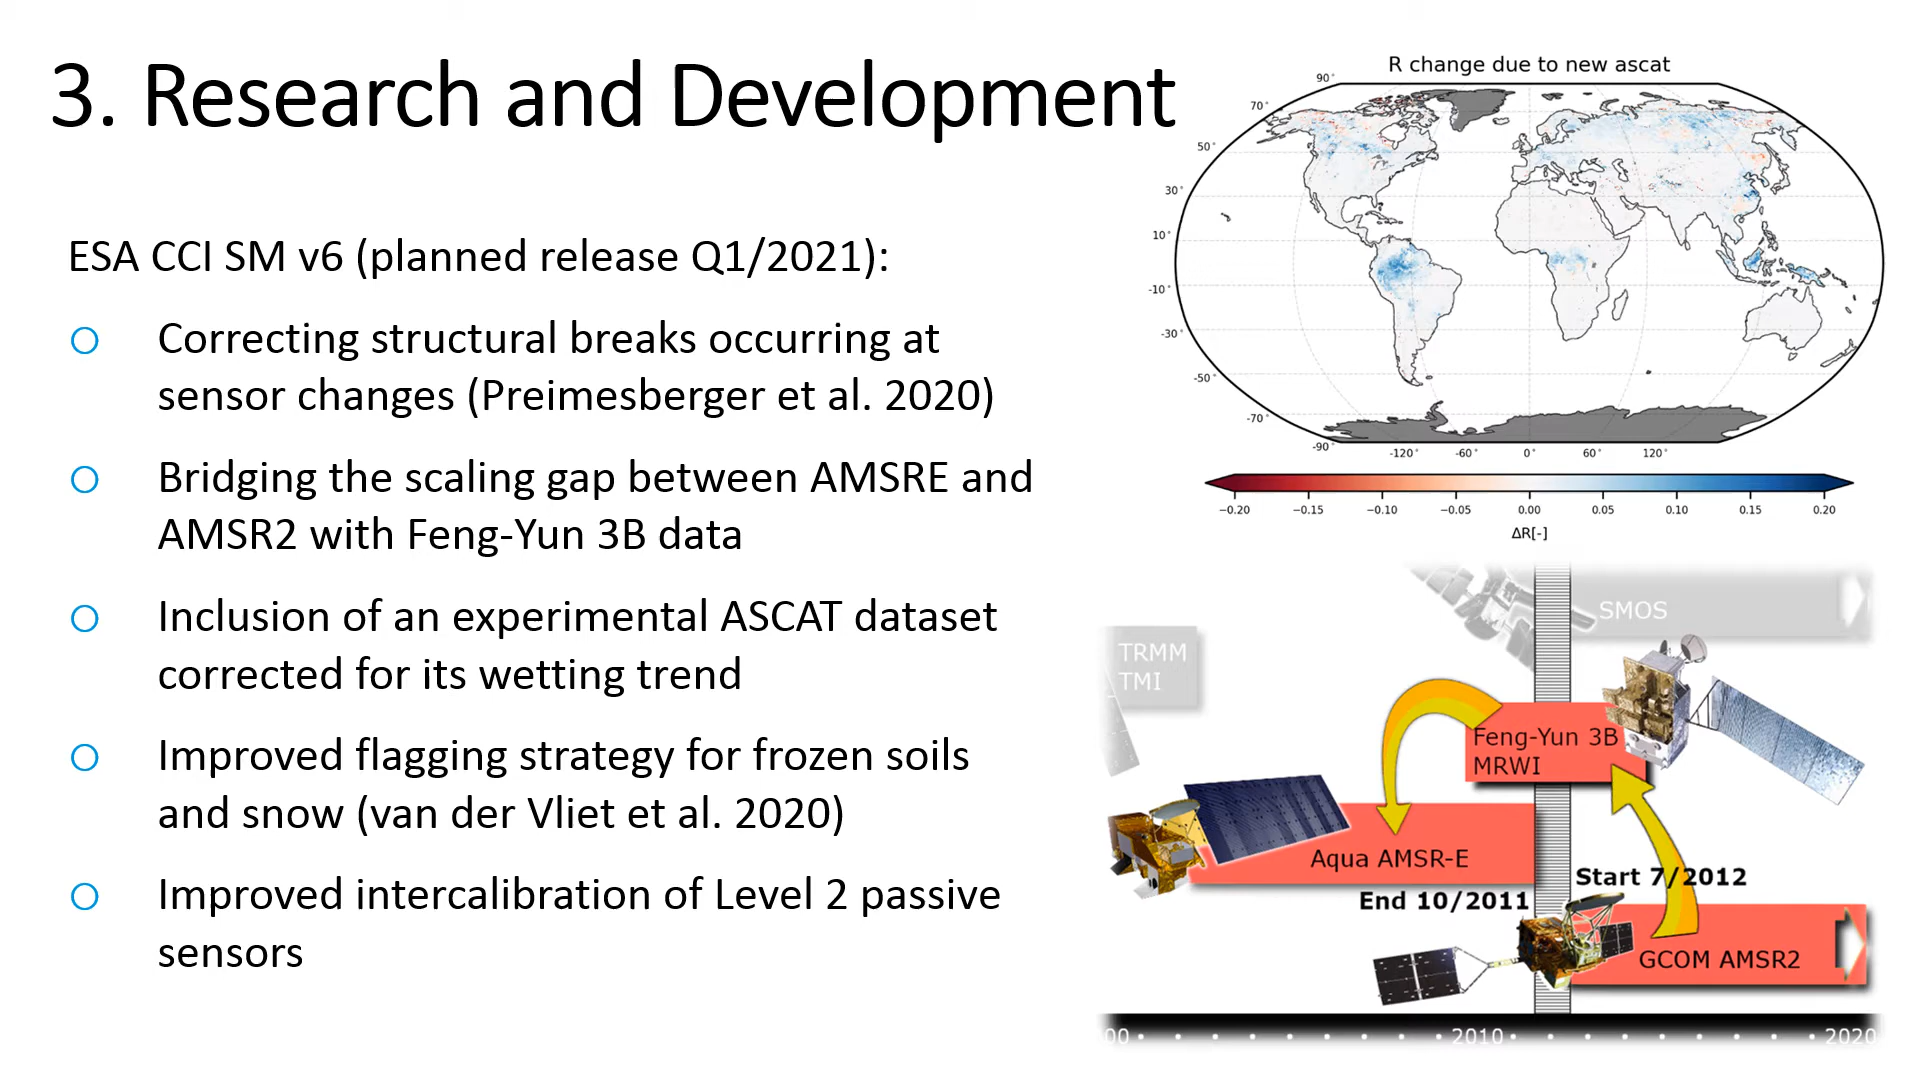 3. Research and Development
ESA CCI SM v6 (planned release Q1/2021):
o Correcting structural breaks occurring at
sensor changes (Preimesberger et al. 2020)
o Bridging the scaling gap between AMSRE and
AMSR2 with Feng-Yun 3B data
o Inclusion of an experimental ASCAT dataset
corrected for its wetting trend
o Improved flagging strategy for frozen soils
and snow (van der Vliet et al. 2020)
o Improved intercalibration of Level 2 passive
sensors
R change due to new ascat
90°
70°
50°
30°
10°
-10°
-30°
-50°
-70°
-90°
-120° -60° 0° 60° 120°
−0.20 −0.15 −0.10 −0.05 0.00 0.05 0.10 0.15 0.20
ΔR[-]
SMOS
TRMM
TMI
Feng-Yun 3B
MRWI
Aqua AMSR-E
Start 7/2012
End 10/2011
GCOM AMSR2
00 2010 2020